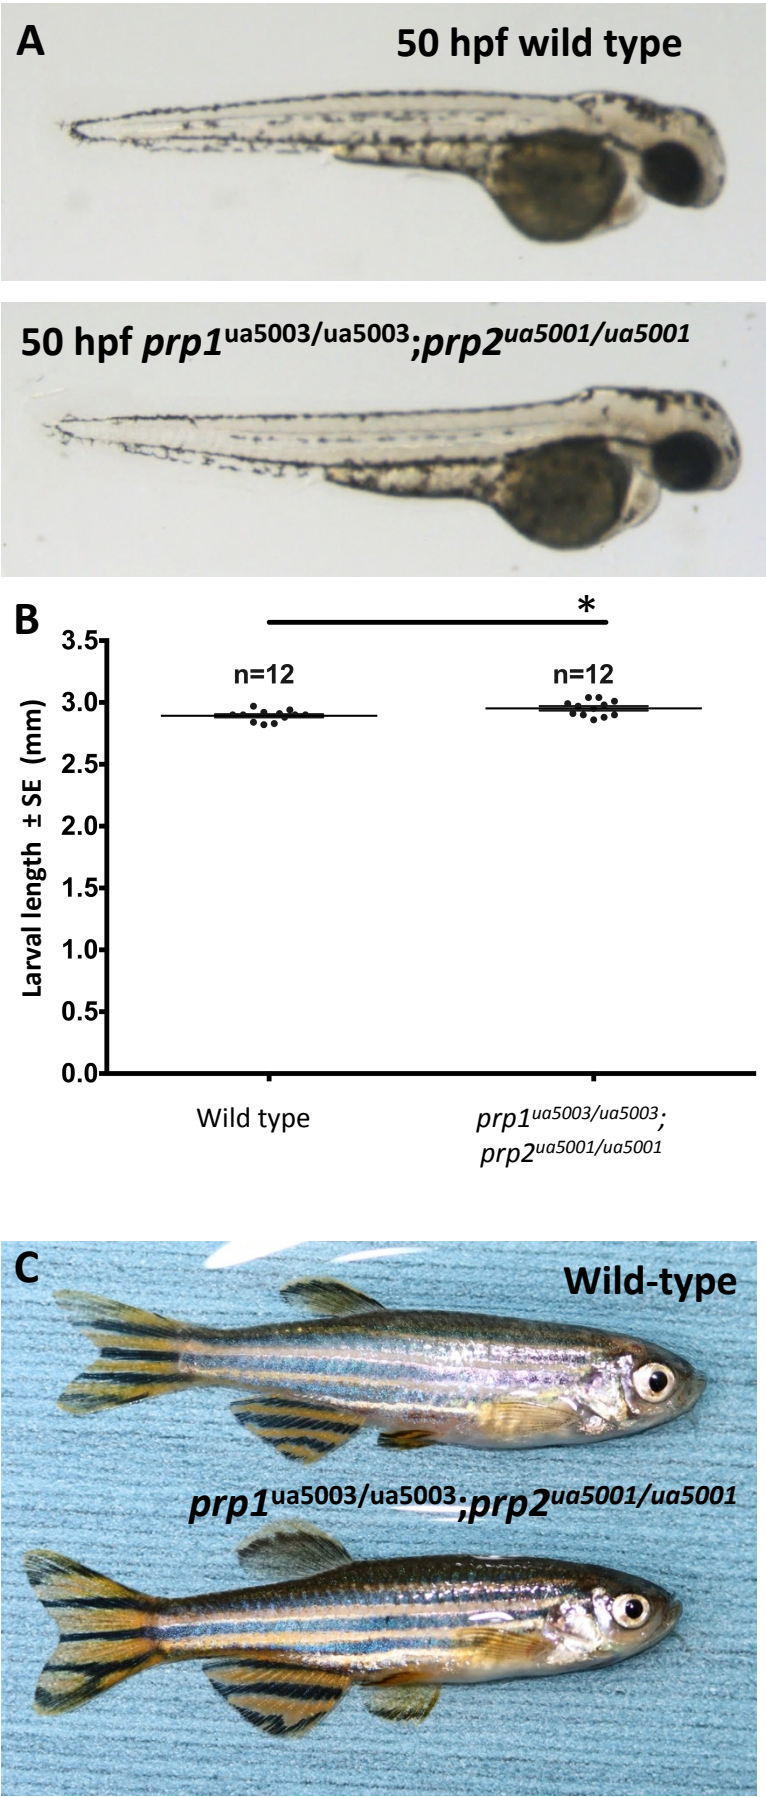 A
50 hpf wild type
50 hpf prp1ua5003/ua5003;prp2ua5001/ua5001
B
*
n=12
n=12
Larval length ± SE (mm)
3.5
3.0
2.5
2.0
1.5
1.0
0.5
0.0
Wild type
prp1ua5003/ua5003;
prp2ua5001/ua5001
C
Wild-type
prp1ua5003/ua5003;prp2ua5001/ua5001